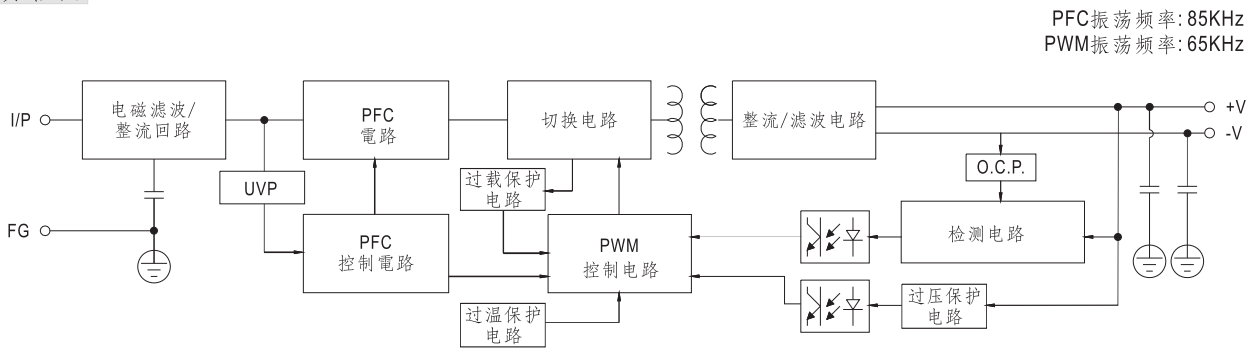 PFC振荡频率: 85KHz
PWM振荡频率: 65KHz
I/P
电磁滤波/
整流回路
PFC
電路
切换电路
整流/滤波电路
+V
-V
UVP
过载保护
电路
O.C.P.
FG
PFC
控制電路
PWM
控制电路
检测电路
过温保护
电路
过压保护
电路